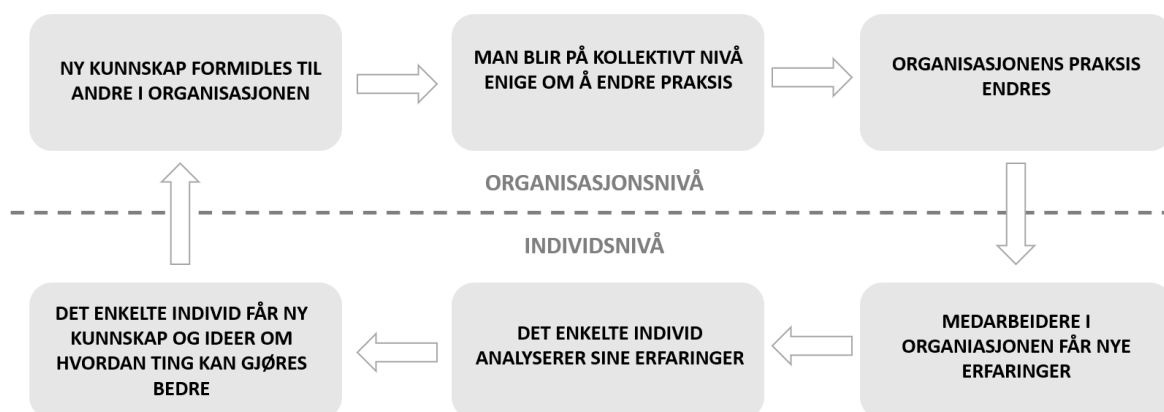 NY KUNNSKAP FORMIDLES TIL
ANDRE I ORGANISASJONEN
MAN BLIR PÅ KOLLEKTIVT NIVÅ
ENIGE OM Å ENDRE PRAKSIS
ORGANISASJONENS PRAKSIS
ENDRES
ORGANISASJONSNIVÅ
INDIVIDSNIVÅ
DET ENKELTE INDIVID FÅR NY
KUNNSKAP OG IDEER OM
HVORDAN TING KAN GJØRES
BEDRE
DET ENKELTE INDIVID
ANALYSERER SINE ERFARINGER
MEDARBEIDERE I
ORGANIASJONEN FÅR NYE
ERFARINGER